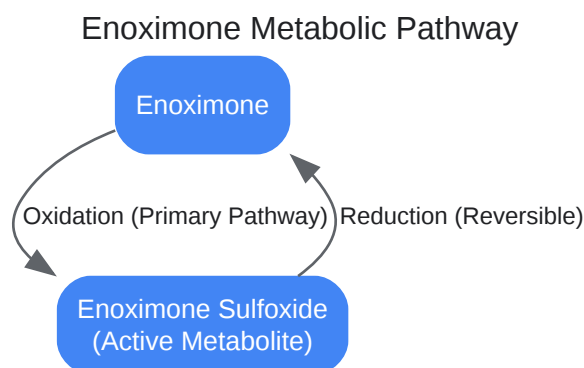 Enoximone Metabolic Pathway
Enoximone
Oxidation (Primary Pathway)
Reduction (Reversible)
Enoximone Sulfoxide
(Active Metabolite)